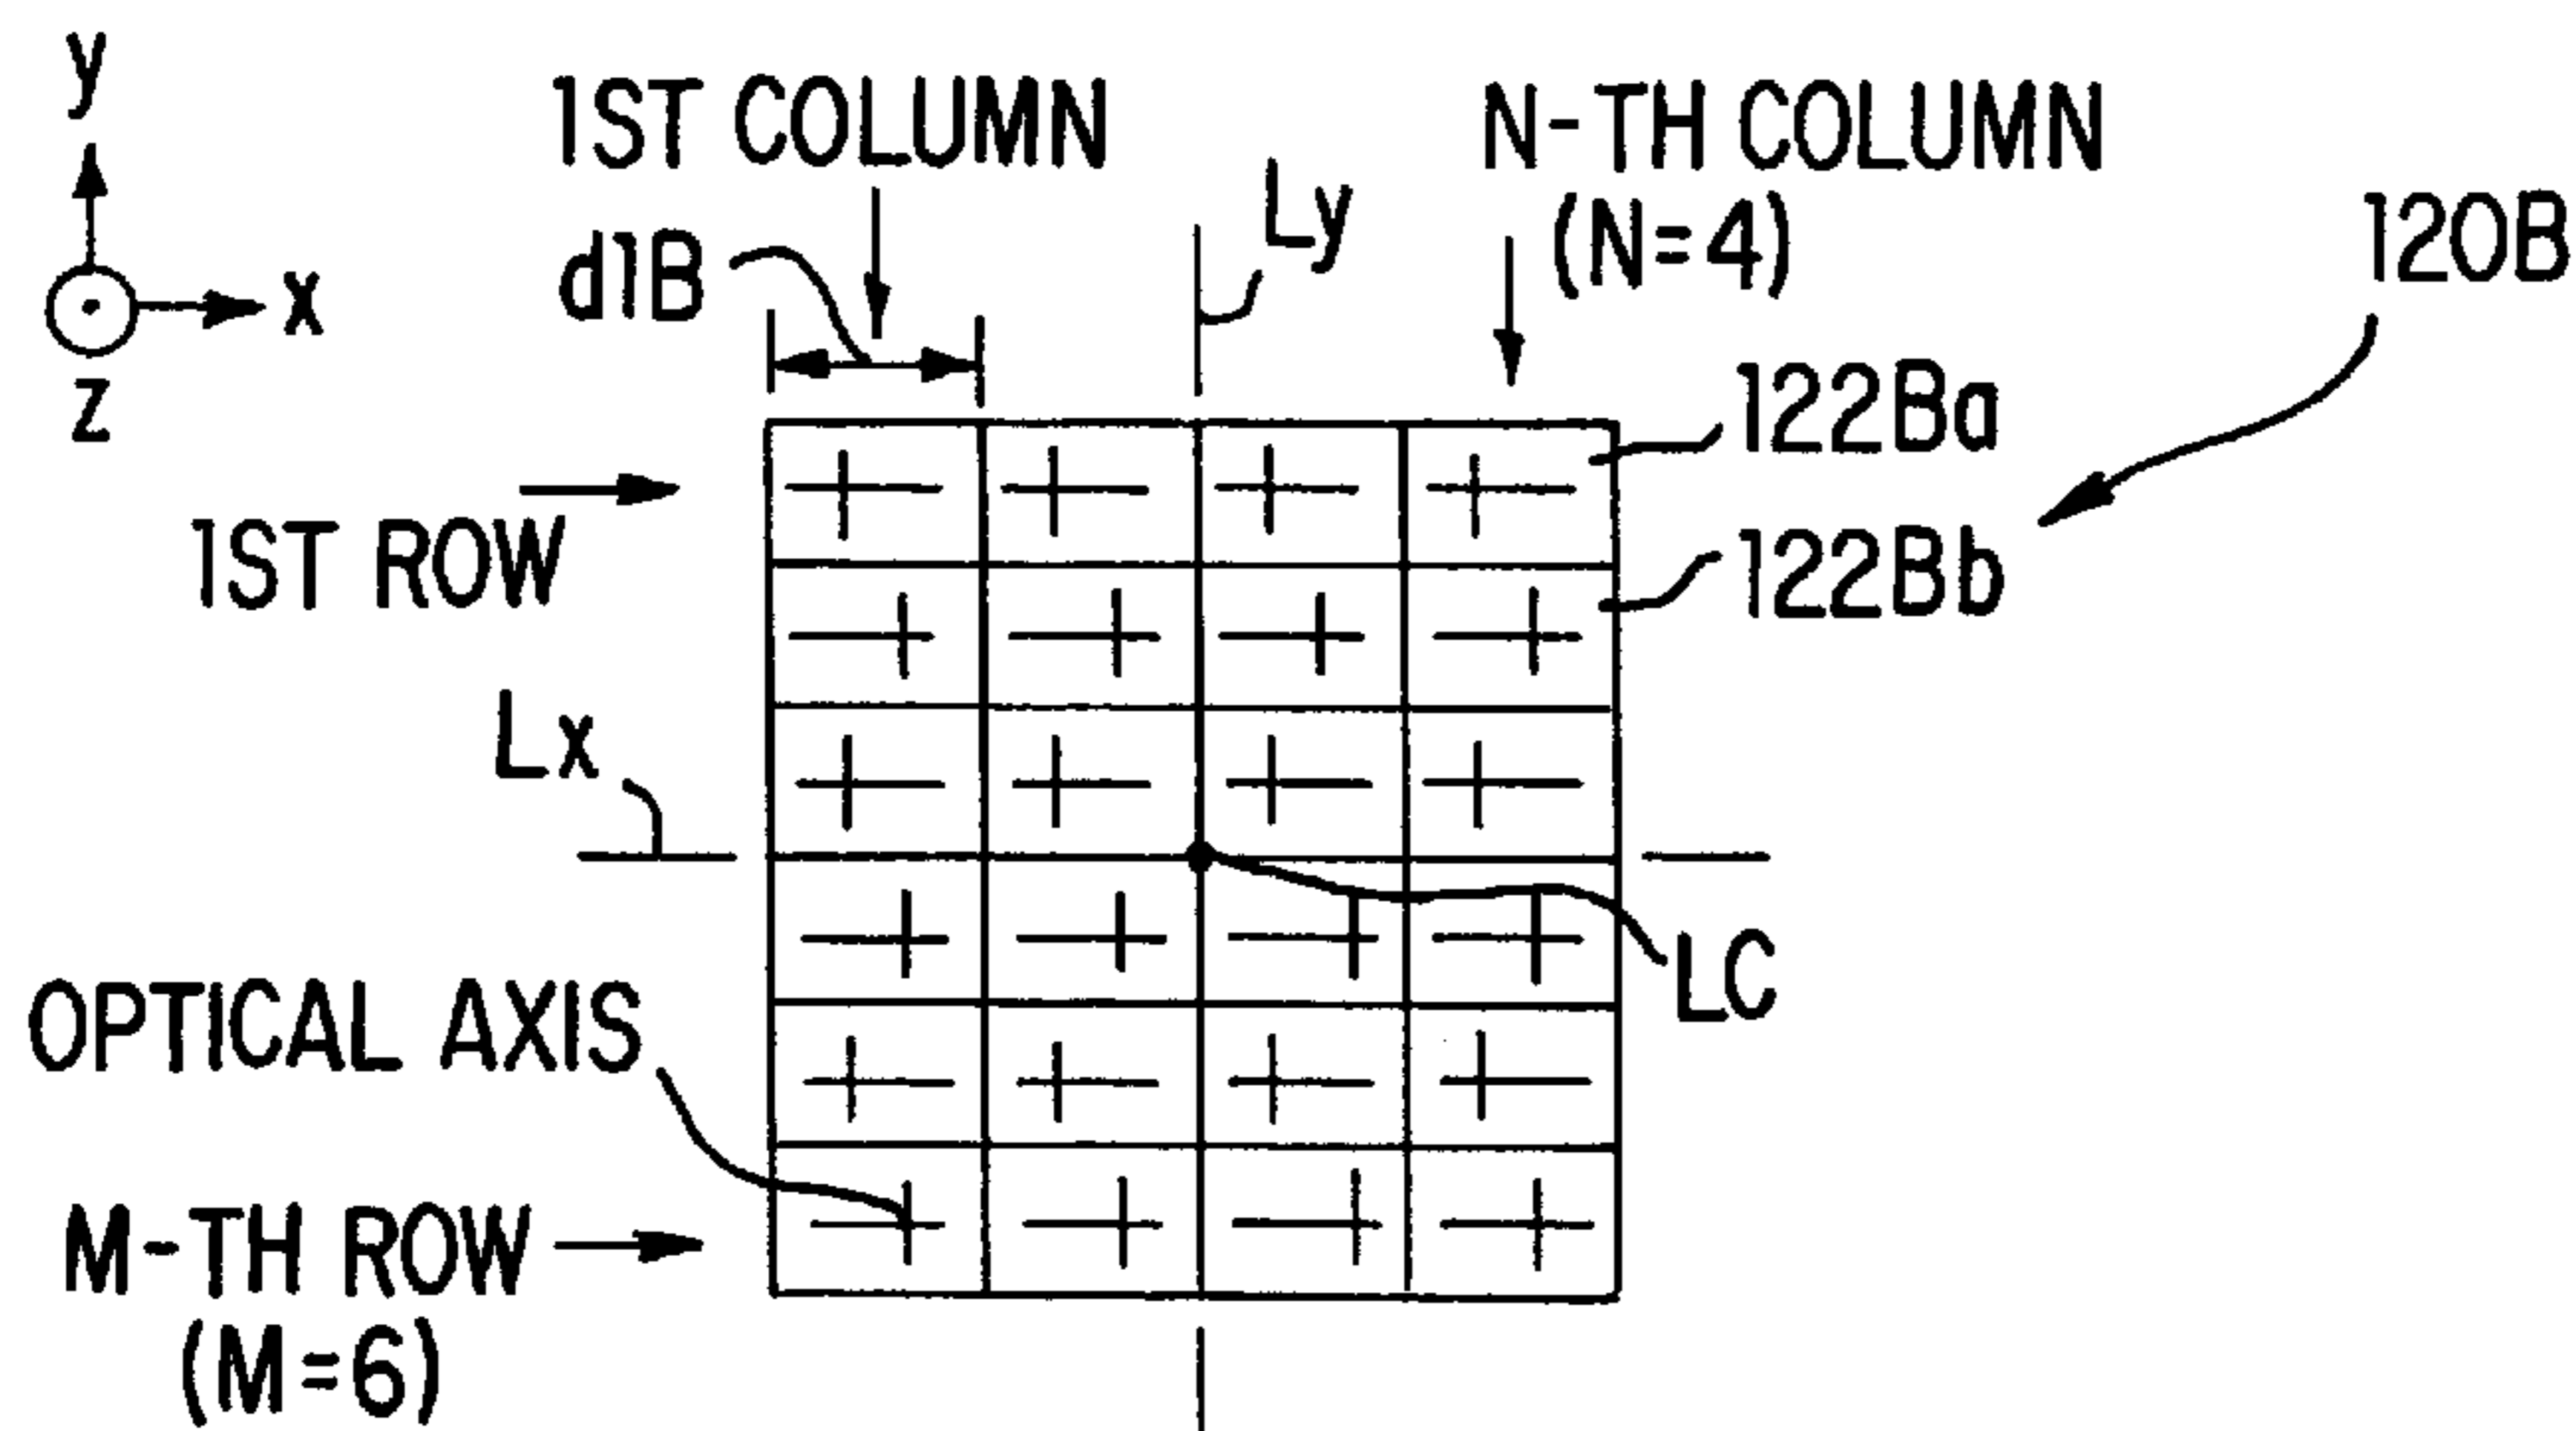 y
x
z
1ST COLUMN
d1B
Ly
N-TH COLUMN
(N=4)
120B
122Ba
122Bb
1ST ROW
Lx
LC
OPTICAL AXIS
M-TH ROW
(M=6)